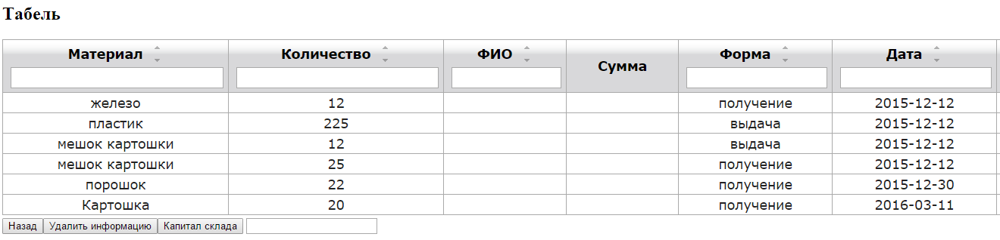 Табель
Материал Количество ФИО Сумма Форма Дата
железо 12 получение 2015-12-12
пластик 225 выдача 2015-12-12
мешок картошки 12 выдача 2015-12-12
мешок картошки 25 получение 2015-12-12
порошок 22 получение 2015-12-30
Картошка 20 получение 2016-03-11
Назад Удалить информацию Капитал склада